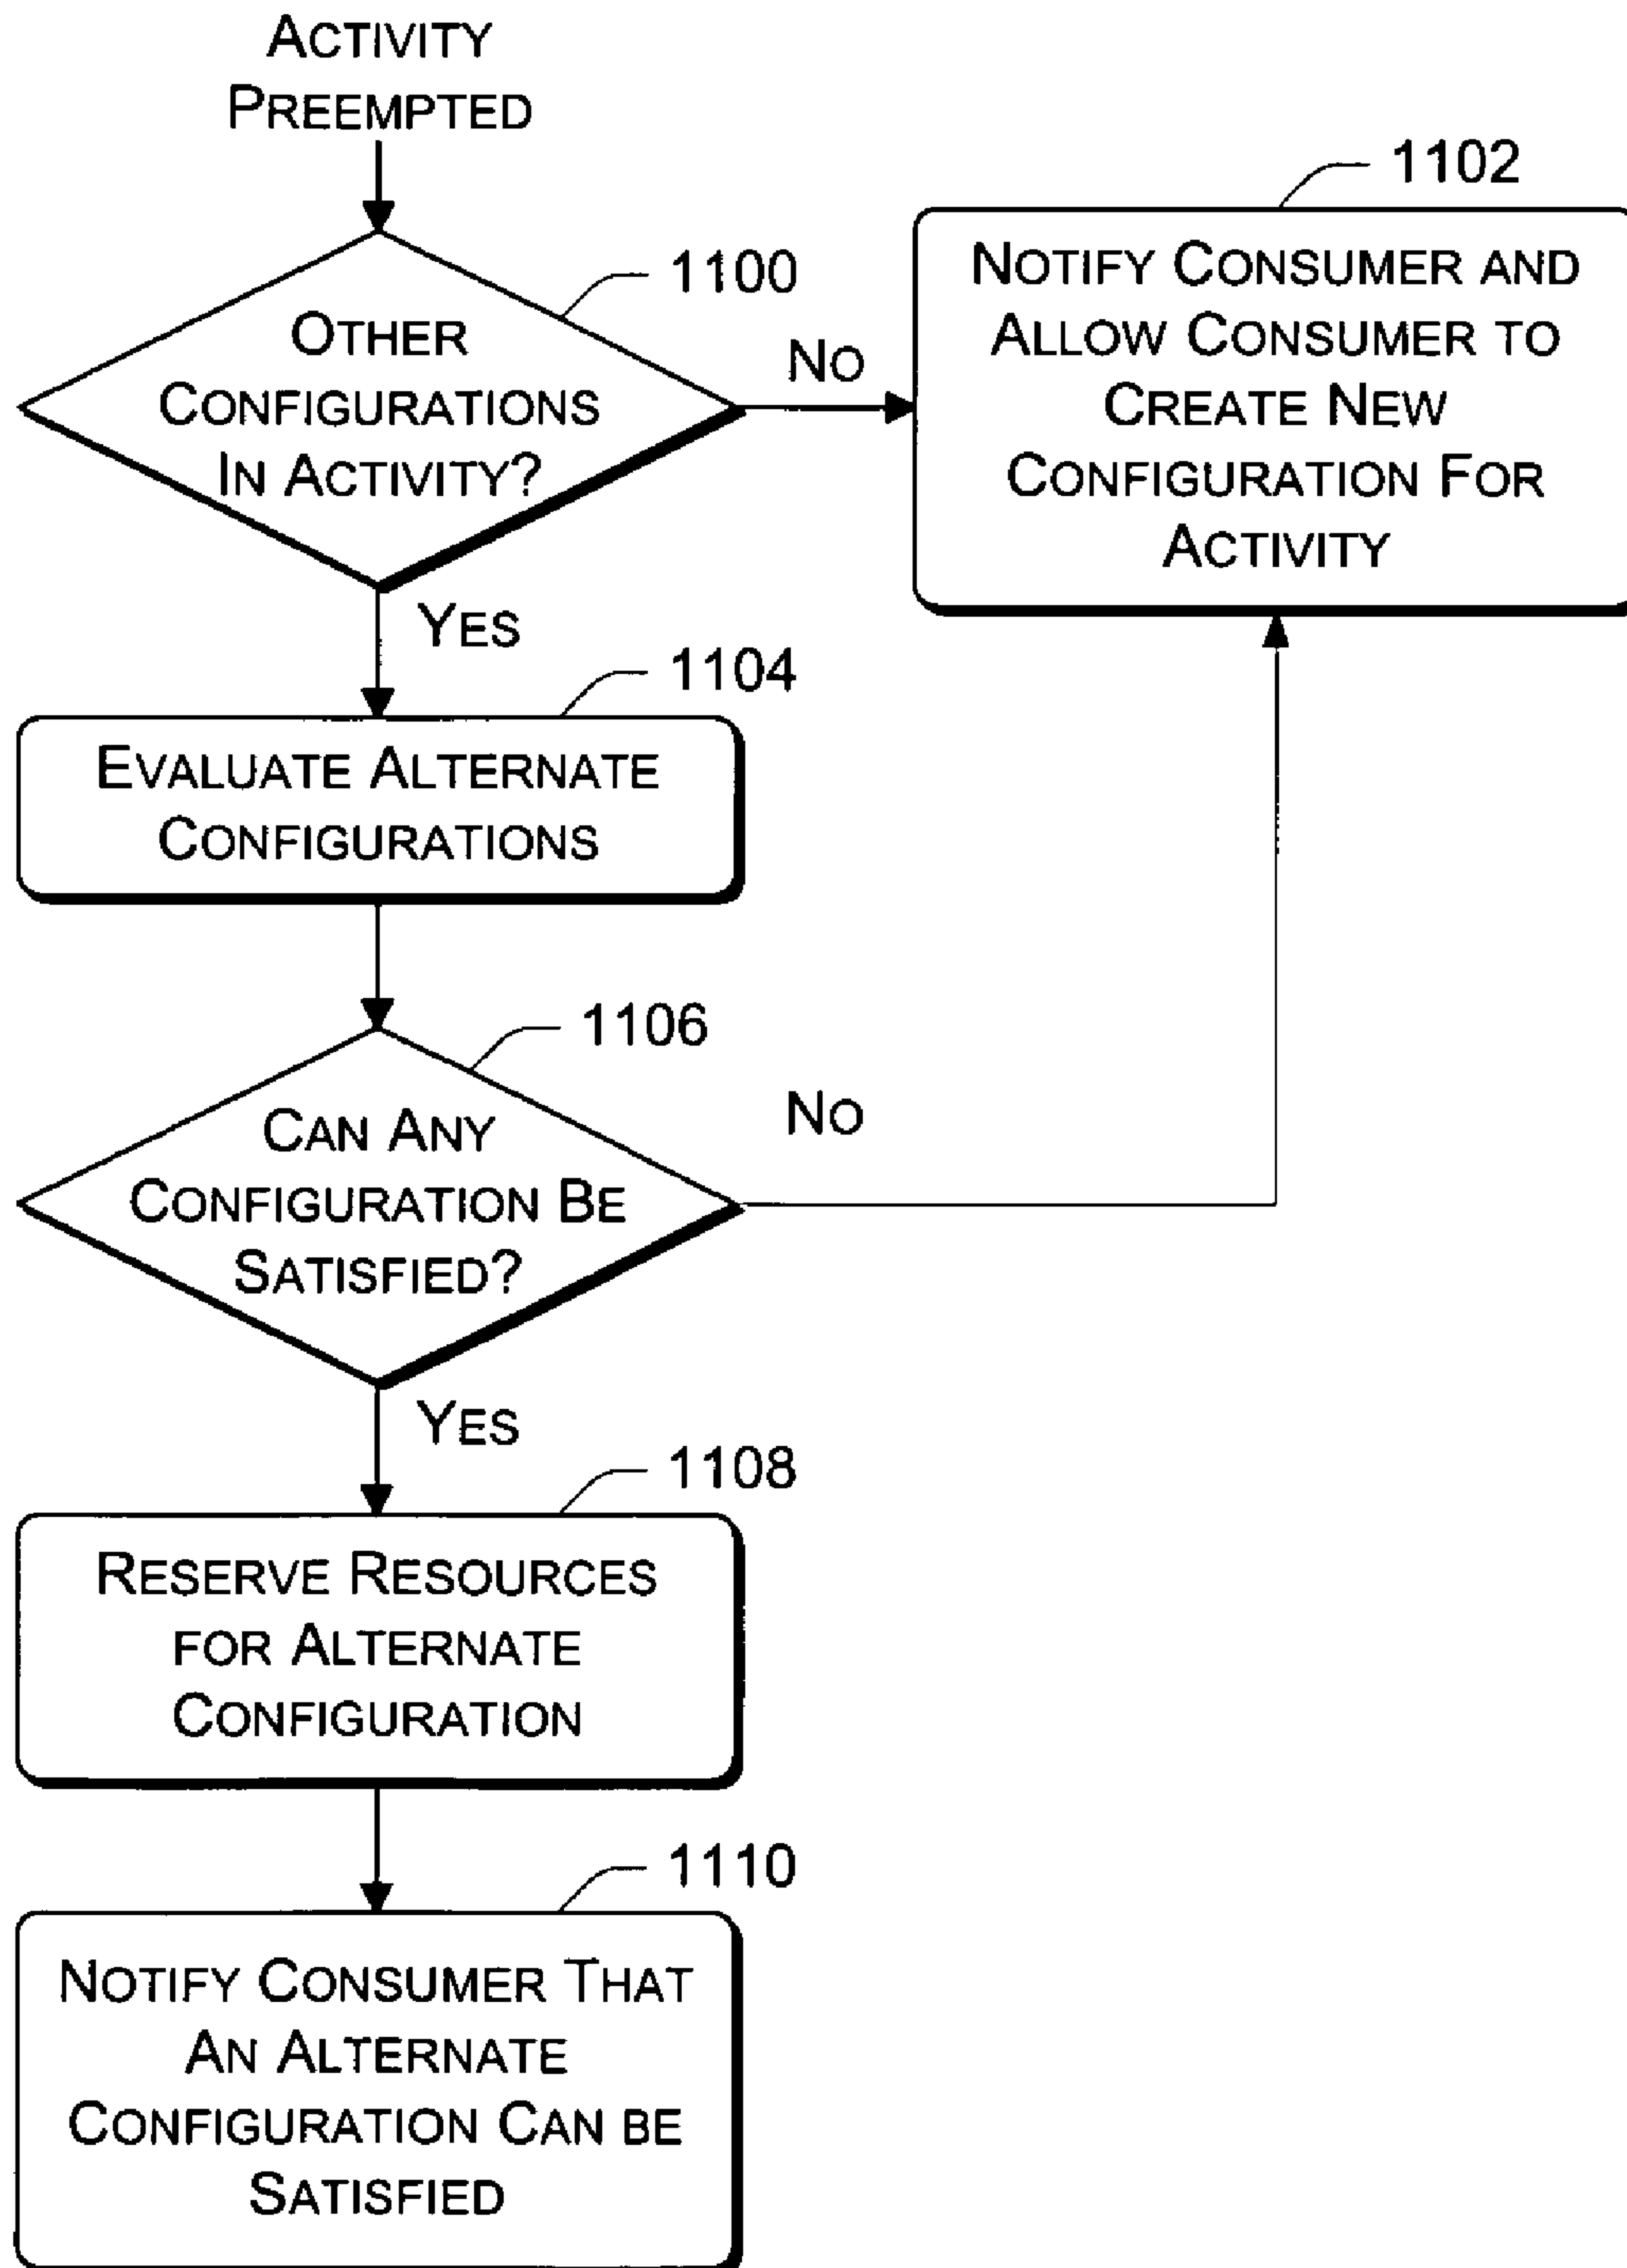 ACTIVITY
PREEMPTED
1100
OTHER
CONFIGURATIONS
IN ACTIVITY?
NO
1102
NOTIFY CONSUMER AND
ALLOW CONSUMER TO
CREATE NEW
CONFIGURATION FOR
ACTIVITY
YES
1104
EVALUATE ALTERNATE
CONFIGURATIONS
1106
CAN ANY
CONFIGURATION BE
SATISFIED?
NO
YES
1108
RESERVE RESOURCES
FOR ALTERNATE
CONFIGURATION
1110
NOTIFY CONSUMER THAT
AN ALTERNATE
CONFIGURATION CAN BE
SATISFIED